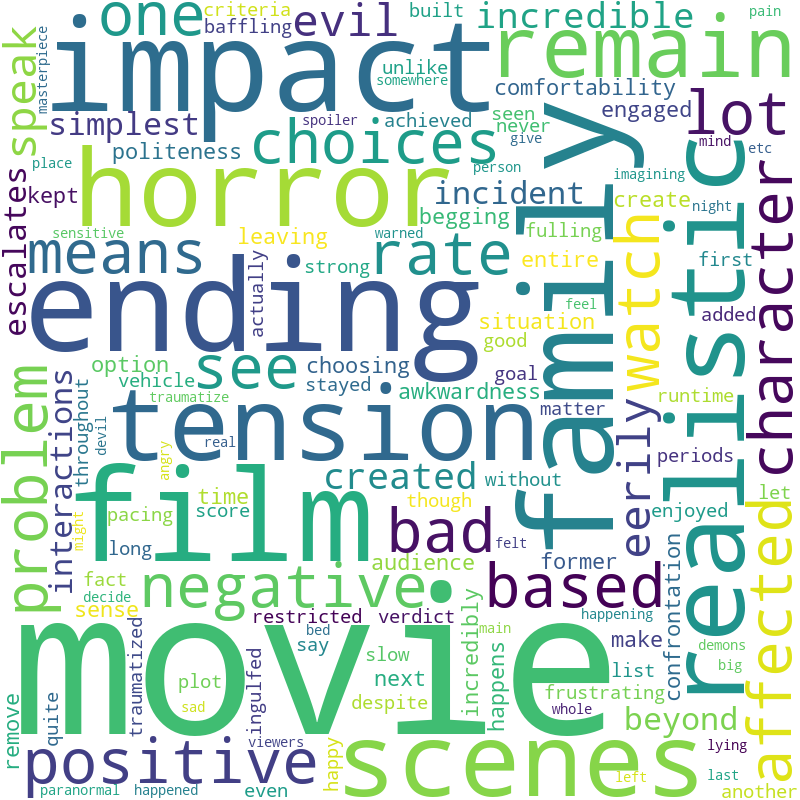 one
criteria
baffling
evil
built
incredible
pain
impact
remain
masterpiece
speak
unlike
somewhere
comfortability
simplest
spoiler
achieved
seen
never
engaged
lot
politeness
choices
give
mind
etc
place
horror
person
imagining
kept
incident
create
night
escalates
begging
fulling
sensitive
leaving
warned
means
actually
rate
strong
entire
family
watch
realistic
first
character
ending
feel
added
situation
good
see
option
choosing
goal
vehicle
stayed
awkwardness
runtime
traumatize
tension
matter
problem
interactions
throughout
devil
real
eerily
periods
angry
created
without
film
time
though
let
pacing
score
bad
enjoyed
long
felt
former
audience
fact
negative
based
confrontation
affected
decide
sense
might
restricted
verdict
incredibly
happening
movie
traumatized
bed
main
say
make
demons
slow
list
big
ingulfed
plot
next
happens
frustrating
despite
remove
quite
sad
whole
beyond
lying
positive
viewers
happy
scenes
left
last
paranormal
happened
even
another